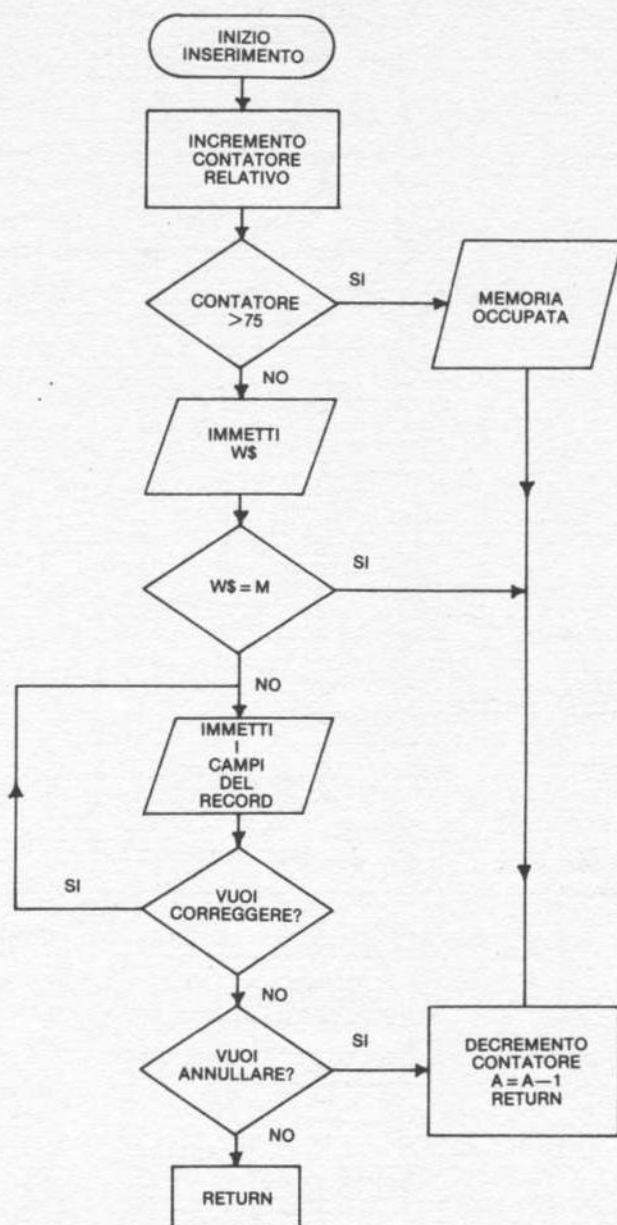 INIZIO
INSERIMENTO
INCREMENTO
CONTATORE
RELATIVO
CONTATORE
>75
SI
MEMORIA
OCCUPATA
NO
IMMETTI
W$
W$ = M
SI
NO
IMMETTI
I
CAMPI
DEL
RECORD
VUOI
CORREGGERE?
SI
NO
VUOI
ANNULLARE?
SI
DECREMENTO
CONTATORE
A = A—1
RETURN
NO
RETURN